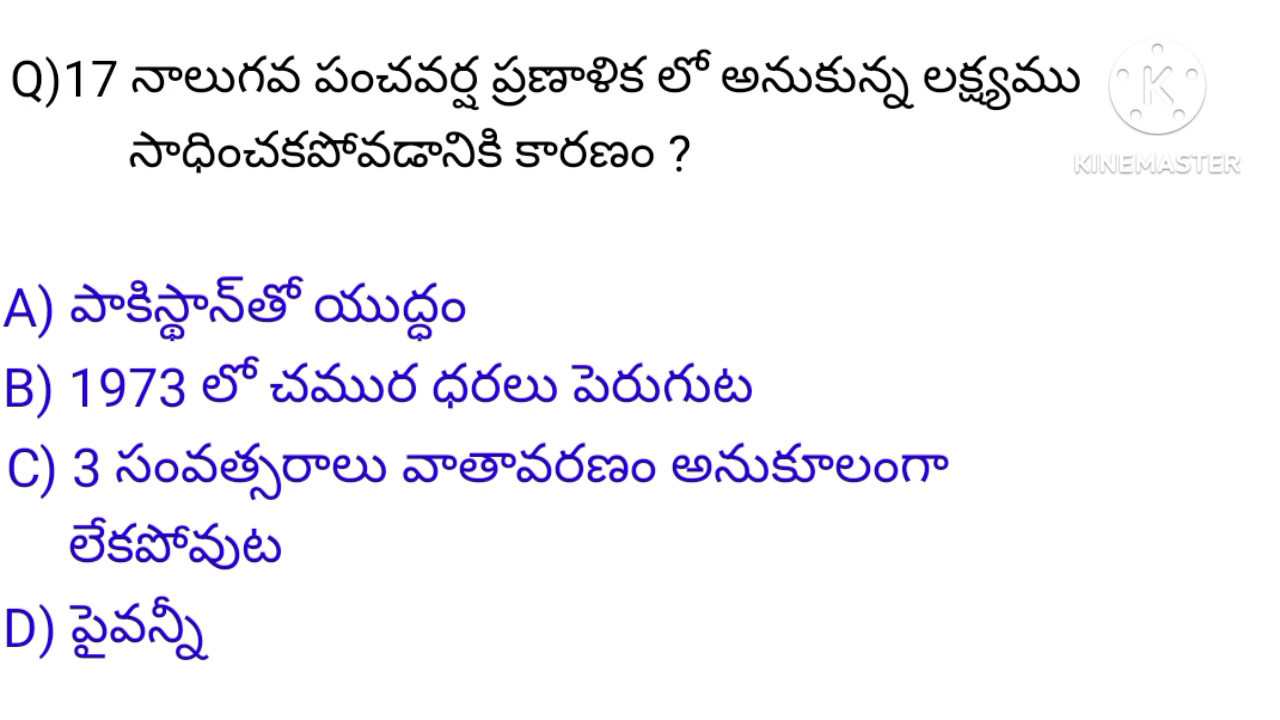 Q)17 నాలుగవ పంచవర్ష ప్రణాళిక లో అనుకున్న లక్ష్యము
సాధించకపోవడానికి కారణం ?
K
KINEMASTER
A) పాకిస్థాన్‌తో యుద్ధం
B) 1973 లో చముర ధరలు పెరుగుట
C) 3 సంవత్సరాలు వాతావరణం అనుకూలంగా
లేకపోవుట
D) పైవన్నీ